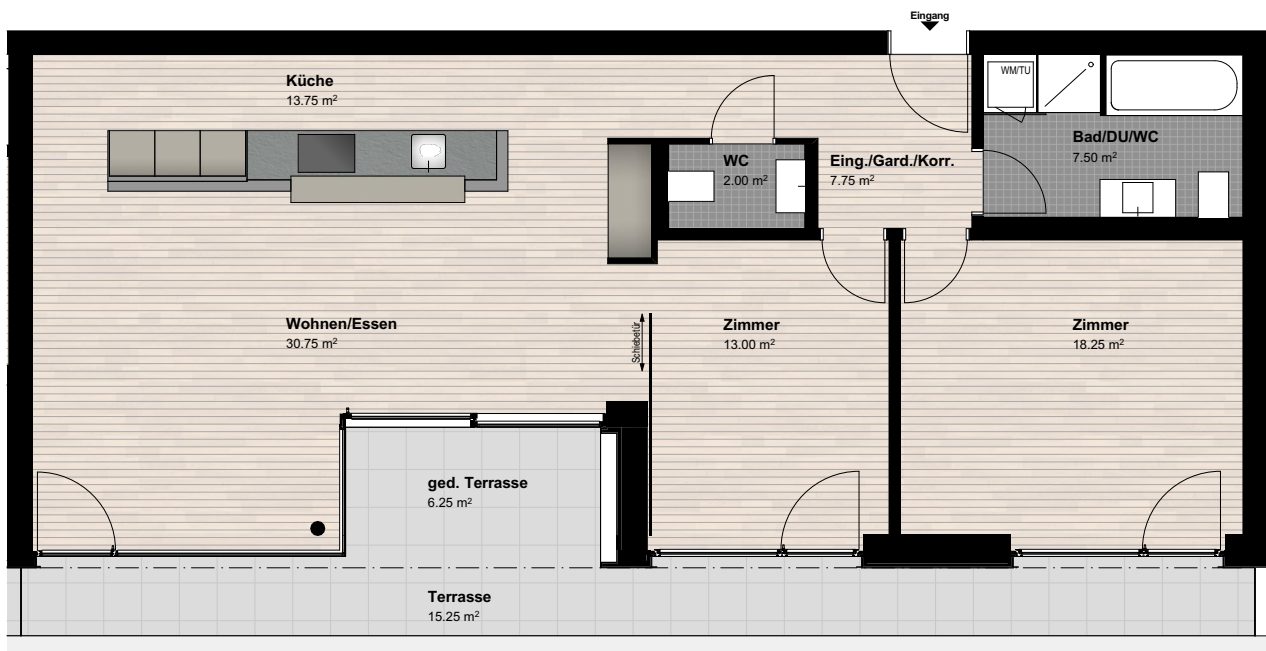 Eingang
Küche
13.75 m²
WM/TU
Bad/DU/WC
7.50 m²
WC
2.00 m²
Eing./Gard./Korr.
7.75 m²
Wohnen/Essen
30.75 m²
Schiebetür
Zimmer
13.00 m²
Zimmer
18.25 m²
ged. Terrasse
6.25 m²
Terrasse
15.25 m²